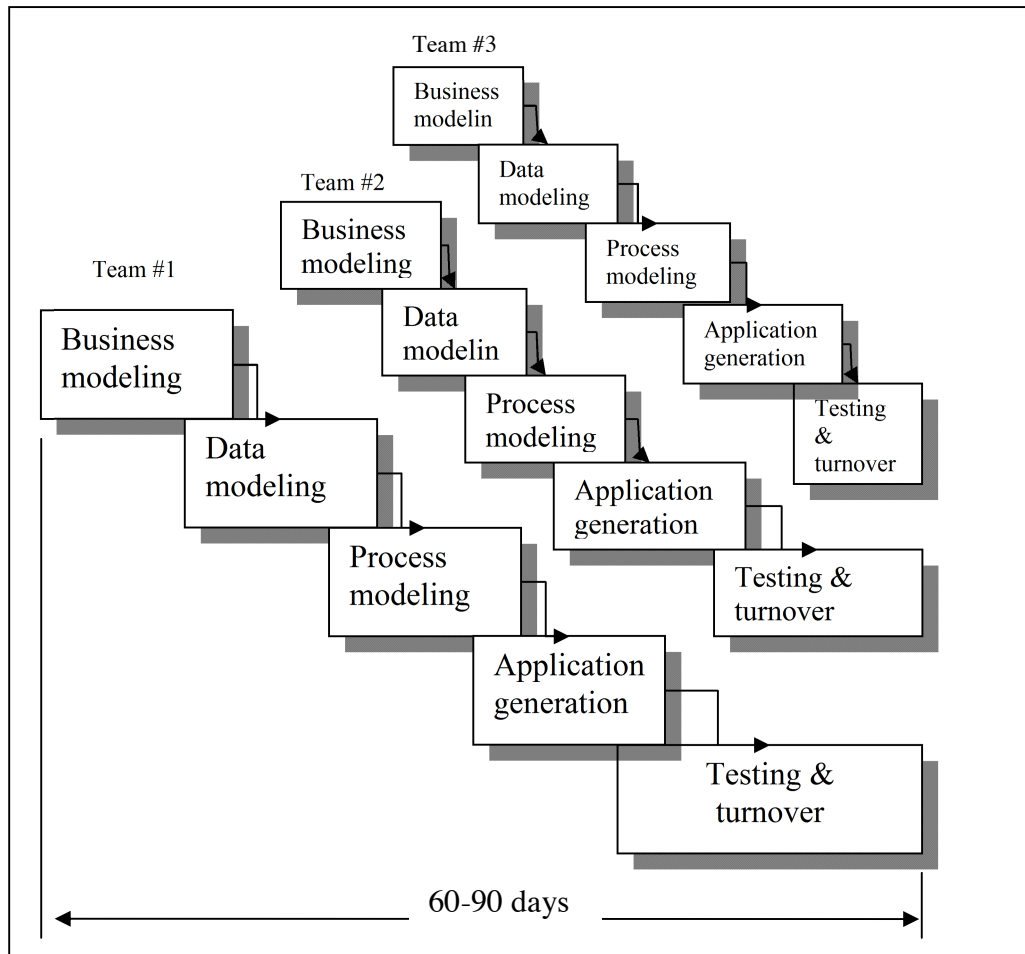 Team #3
Business
modelin
Data
modeling
Process
modeling
Application
generation
Testing
&
turnover
Team #2
Business
modeling
Data
modelin
Process
modeling
Application
generation
Testing &
turnover
Team #1
Business
modeling
Data
modeling
Process
modeling
Application
generation
Testing &
turnover
60-90 days